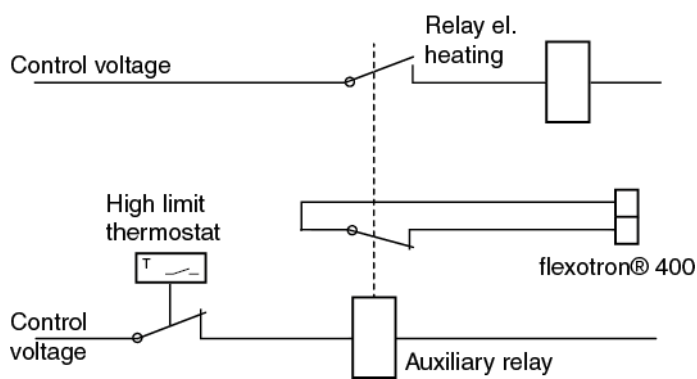 Relay el.
heating
Control voltage
High limit
thermostat
T
flexotron® 400
Control
voltage
Auxiliary relay